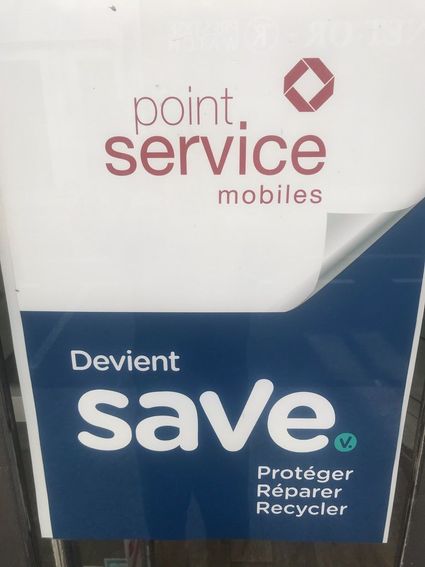 point
service
mobiles
Devient
save.
v.
Protéger
Réparer
Recycler